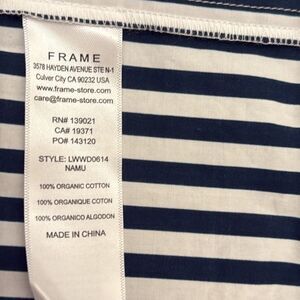 FRAME
3578 HAYDEN AVENUE STE N-1
Culver City CA 90232 USA
www.frame-store.com
care@frame-store.com
RN# 139021
CA# 19371
PO# 143120
STYLE: LWWD0614
NAMU
100% ORGANIC COTTON
100% ORGANIQUE COTON
100% ORGANICO ALGODON
MADE IN CHINA